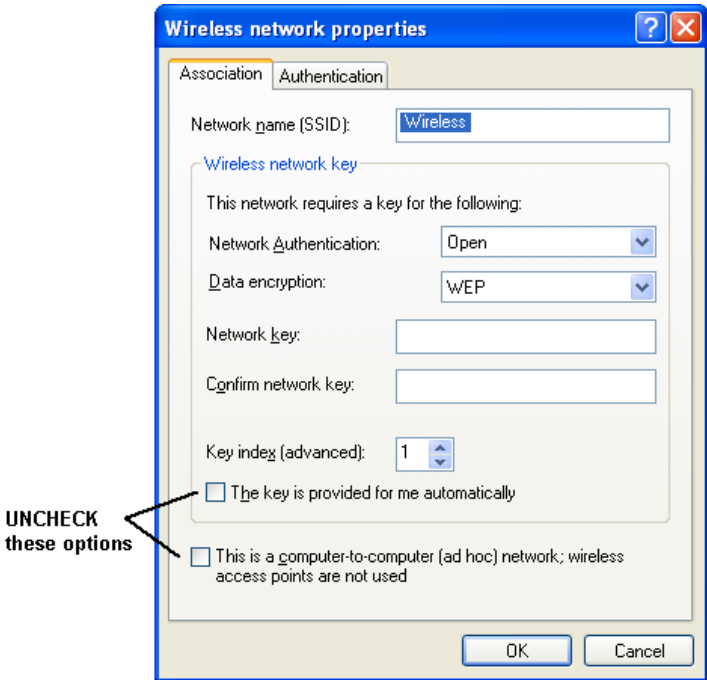 Wireless network properties
Association
Authentication
Network name (SSID):
Wireless
Wireless network key
This network requires a key for the following:
Network Authentication:
Open
Data encryption:
WEP
Network key:
Confirm network key:
Key index (advanced):
1
The key is provided for me automatically
UNCHECK
these options
This is a computer-to-computer (ad hoc) network; wireless
access points are not used
OK
Cancel